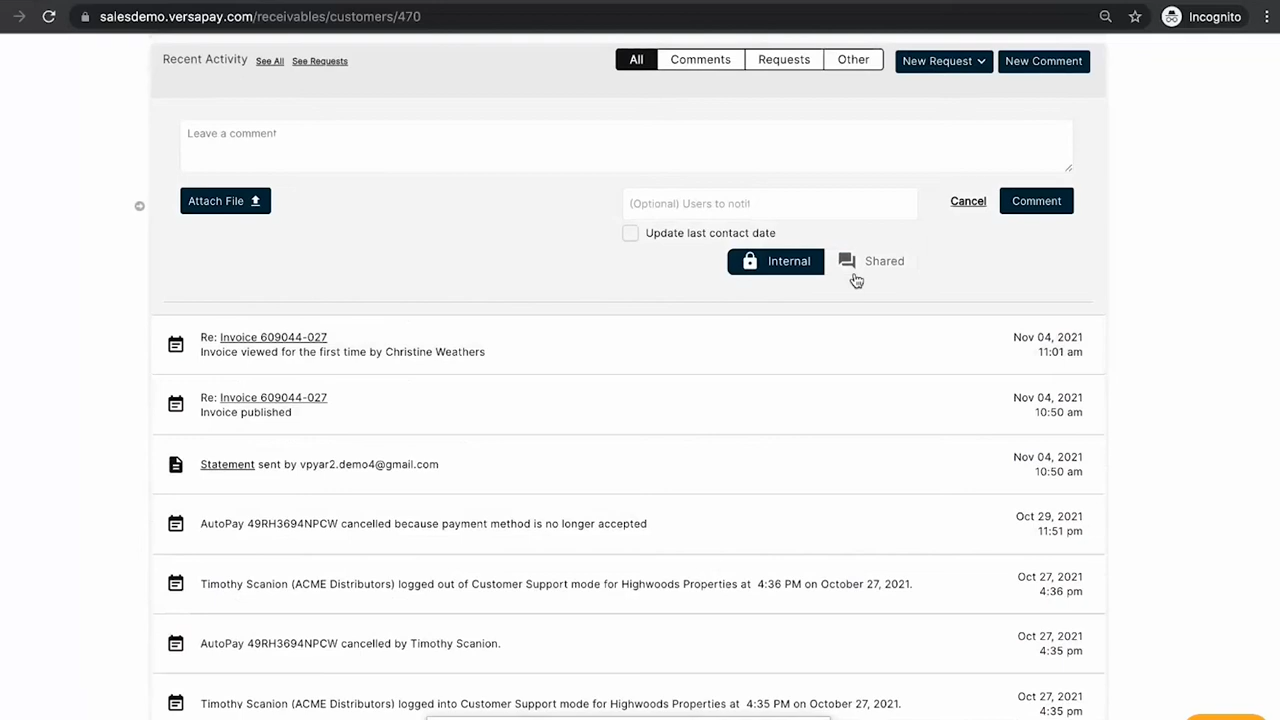 salesdemo.versapay.com/receivables/customers/470
Incognito
Recent Activity See All See Requests
All Comments Requests Other
New Request
New Comment
Leave a comment
Attach File
(Optional) Users to notif
Cancel
Comment
Update last contact date
Internal
Shared
Re: Invoice 609044-027
Invoice viewed for the first time by Christine Weathers
Nov 04, 2021
11:01 am
Re: Invoice 609044-027
Invoice published
Nov 04, 2021
10:50 am
Statement sent by vpyar2.demo4@gmail.com
Nov 04, 2021
10:50 am
AutoPay 49RH3694NPCW cancelled because payment method is no longer accepted
Oct 29, 2021
11:51 pm
Timothy Scanion (ACME Distributors) logged out of Customer Support mode for Highwoods Properties at 4:36 PM on October 27, 2021.
Oct 27, 2021
4:36 pm
AutoPay 49RH3694NPCW cancelled by Timothy Scanion.
Oct 27, 2021
4:35 pm
Timothy Scanion (ACME Distributors) logged into Customer Support mode for Highwoods Properties at 4:35 PM on October 27, 2021.
Oct 27, 2021
4:35 pm